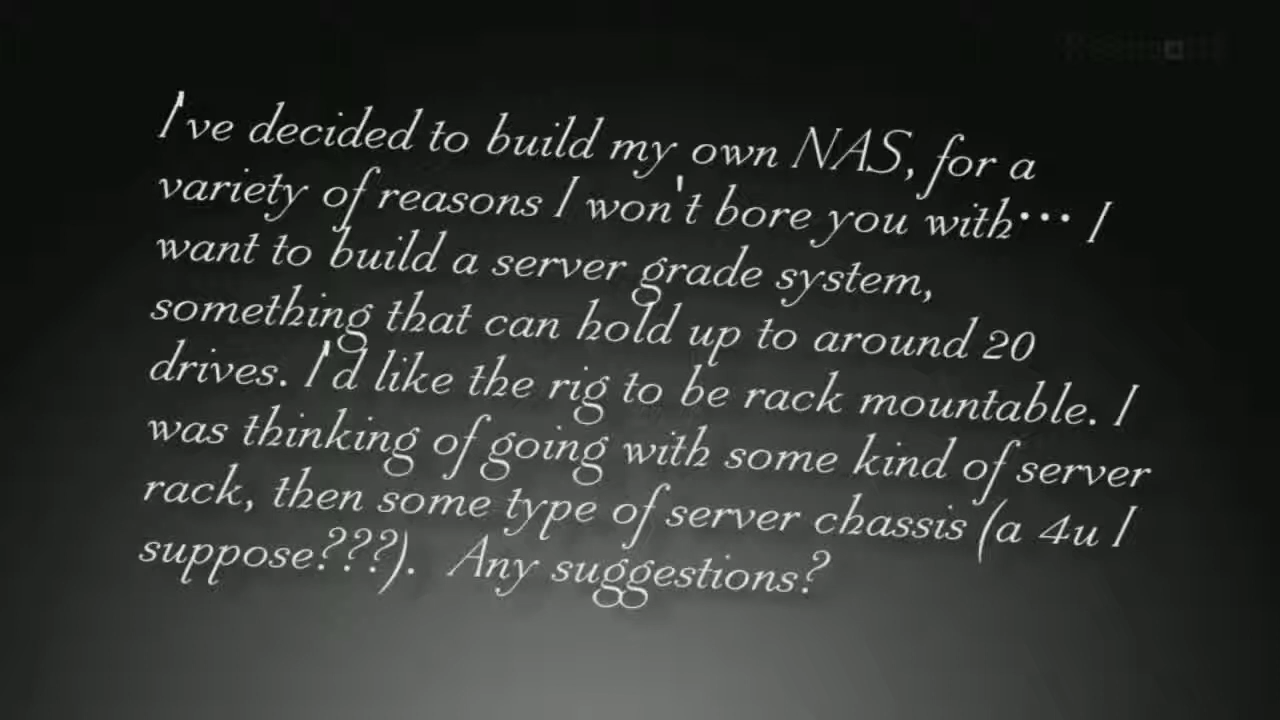 I've decided to build my own NAS, for a
variety of reasons I won't bore you with... I
want to build a server grade system,
something that can hold up to around 20
drives. I'd like the rig to be rack mountable. I
was thinking of going with some kind of server
rack, then some type of server chassis (a 4u I
suppose???). Any suggestions?